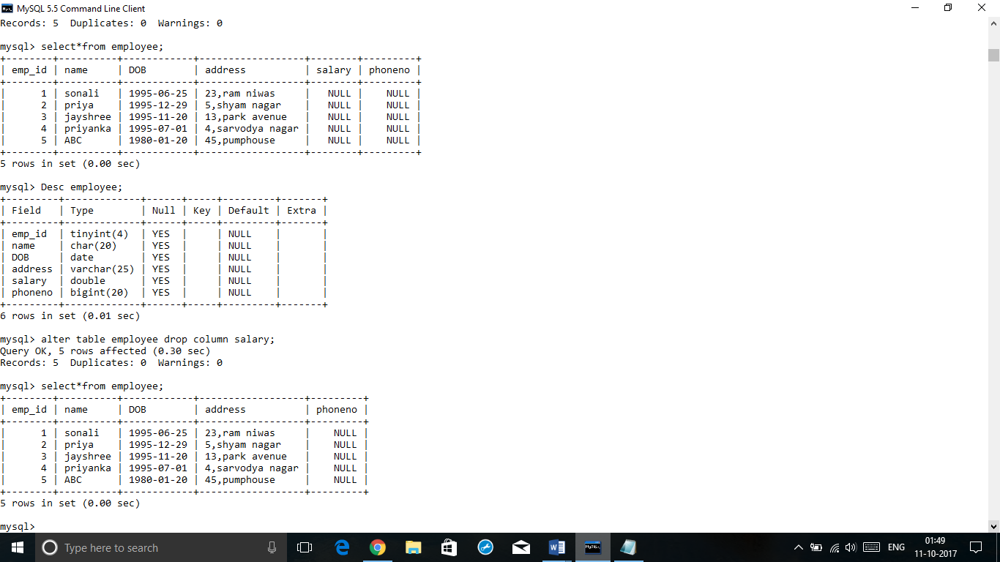 MySQL 5.5 Command Line Client
Records: 5  Duplicates: 0  Warnings: 0

mysql> select*from employee;
+--------+----------+------------+------------------+--------+---------+
| emp_id | name     | DOB        | address          | salary | phoneno |
+--------+----------+------------+------------------+--------+---------+
|      1 | sonali   | 1995-06-25 | 23,ram niwas     |   NULL |    NULL |
|      2 | priya    | 1995-12-29 | 5,shyam nagar    |   NULL |    NULL |
|      3 | jayshree | 1995-11-20 | 13,park avenue   |   NULL |    NULL |
|      4 | priyanka | 1995-07-01 | 4,sarvodya nagar |   NULL |    NULL |
|      5 | ABC      | 1980-01-20 | 45,pumphouse     |   NULL |    NULL |
+--------+----------+------------+------------------+--------+---------+
5 rows in set (0.00 sec)

mysql> Desc employee;
+---------+-------------+------+-----+---------+-------+
| Field   | Type        | Null | Key | Default | Extra |
+---------+-------------+------+-----+---------+-------+
| emp_id  | tinyint(4)  | YES  |     | NULL    |       |
| name    | char(20)    | YES  |     | NULL    |       |
| DOB     | date        | YES  |     | NULL    |       |
| address | varchar(25) | YES  |     | NULL    |       |
| salary  | double      | YES  |     | NULL    |       |
| phoneno | bigint(20)  | YES  |     | NULL    |       |
+---------+-------------+------+-----+---------+-------+
6 rows in set (0.01 sec)

mysql> alter table employee drop column salary;
Query OK, 5 rows affected (0.30 sec)
Records: 5  Duplicates: 0  Warnings: 0

mysql> select*from employee;
+--------+----------+------------+------------------+---------+
| emp_id | name     | DOB        | address          | phoneno |
+--------+----------+------------+------------------+---------+
|      1 | sonali   | 1995-06-25 | 23,ram niwas     |    NULL |
|      2 | priya    | 1995-12-29 | 5,shyam nagar    |    NULL |
|      3 | jayshree | 1995-11-20 | 13,park avenue   |    NULL |
|      4 | priyanka | 1995-07-01 | 4,sarvodya nagar |    NULL |
|      5 | ABC      | 1980-01-20 | 45,pumphouse     |    NULL |
+--------+----------+------------+------------------+---------+
5 rows in set (0.00 sec)

mysql>
Type here to search
ENG
01:49
11-10-2017